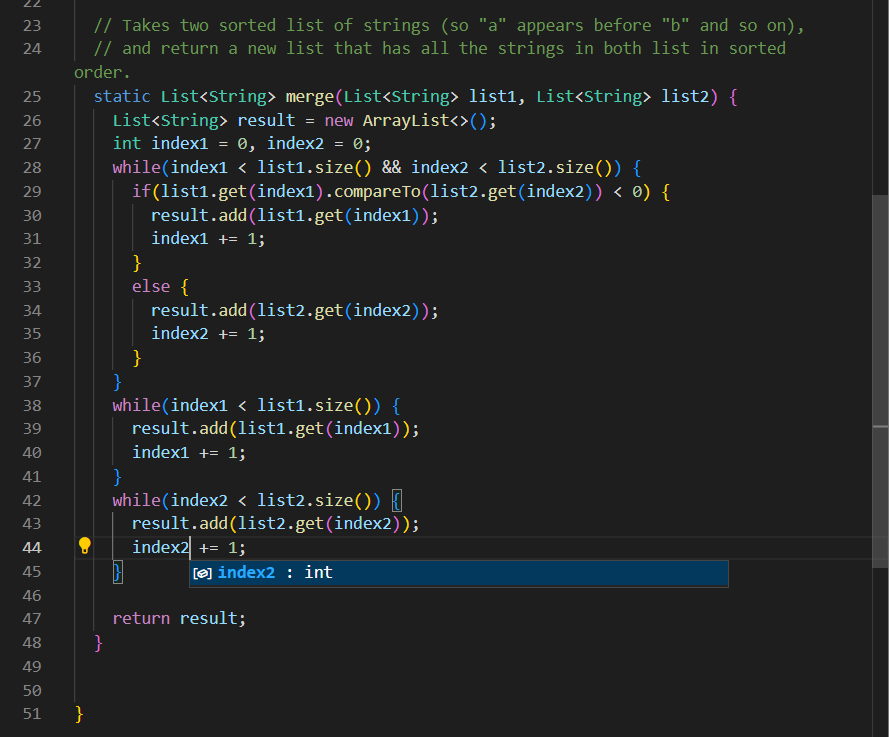 22
23 // Takes two sorted list of strings (so "a" appears before "b" and so on),
24 // and return a new list that has all the strings in both list in sorted
order.
25 static List<String> merge(List<String> list1, List<String> list2) {
26 List<String> result = new ArrayList<>();
27 int index1 = 0, index2 = 0;
28 while(index1 < list1.size() && index2 < list2.size()) {
29 if(list1.get(index1).compareTo(list2.get(index2)) < 0) {
30 result.add(list1.get(index1));
31 index1 += 1;
32 }
33 else {
34 result.add(list2.get(index2));
35 index2 += 1;
36 }
37 }
38 while(index1 < list1.size()) {
39 result.add(list1.get(index1));
40 index1 += 1;
41 }
42 while(index2 < list2.size()) {
43 result.add(list2.get(index2));
44 index2 += 1;
45 }
index2 : int
46
47 return result;
48 }
49
50
51 }